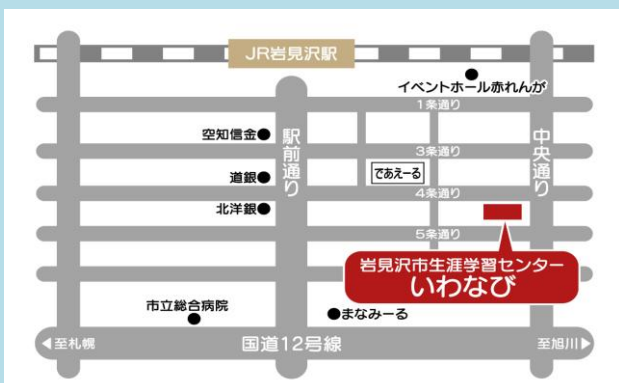 JR岩見沢駅
イベントホール赤れんが
1条通り
空知信金
駅前通り
中央通り
3条通り
道銀
であえーる
4条通り
北洋銀
5条通り
岩見沢市生涯学習センター
いわなび
市立総合病院
まなみーる
◀至札幌
国道12号線
至旭川▶